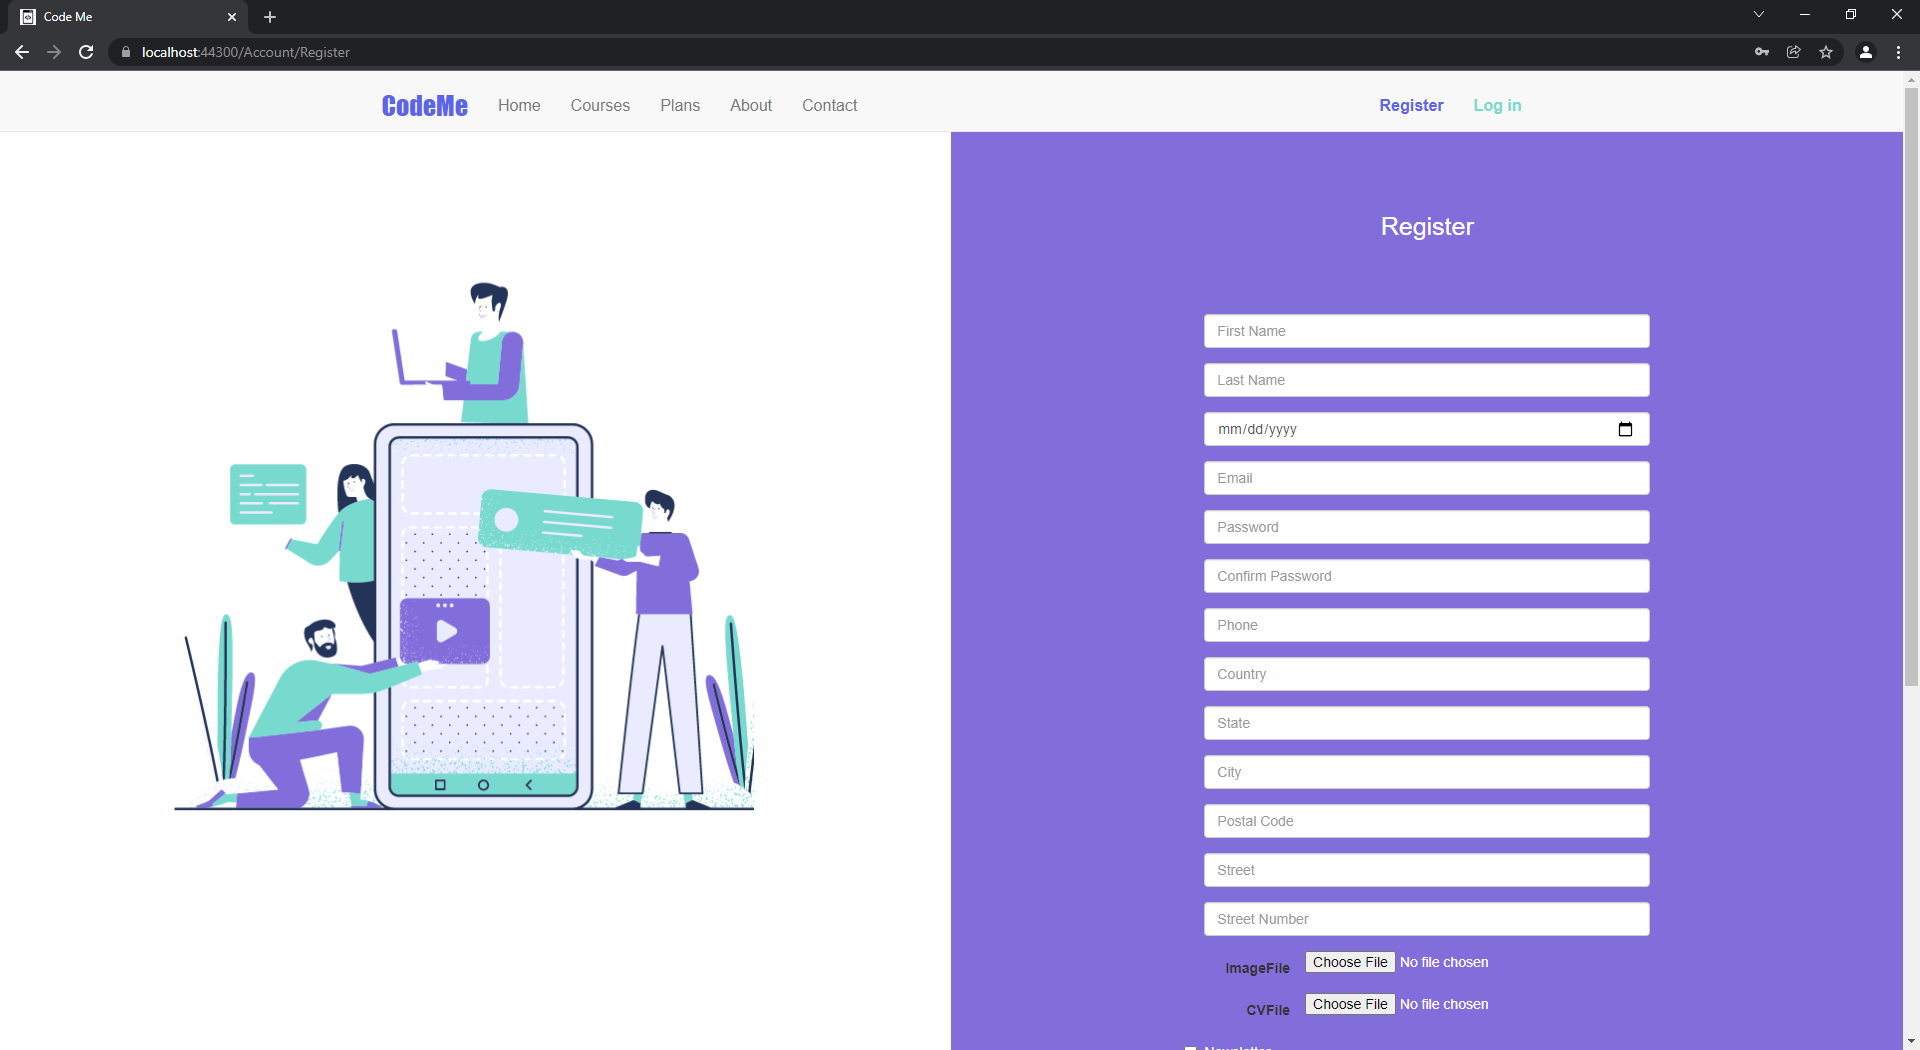 Code Me
localhost:44300/Account/Register
CodeMe Home Courses Plans About Contact Register Log in
Register
First Name
Last Name
mm/dd/yyyy
Email
Password
Confirm Password
Phone
Country
State
City
Postal Code
Street
Street Number
ImageFile Choose File No file chosen
CVFile Choose File No file chosen
Newsletter